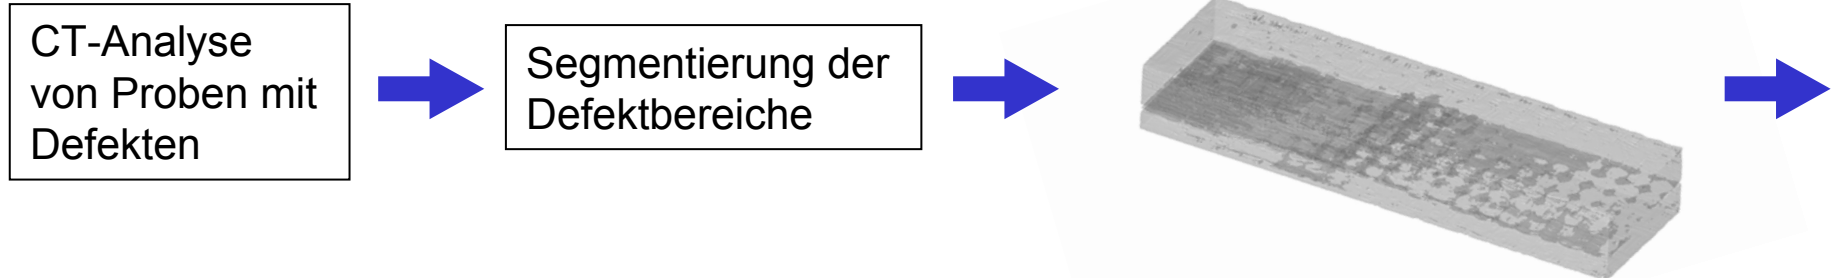 CT-Analyse
von Proben mit
Defekten
Segmentierung der
Defektbereiche